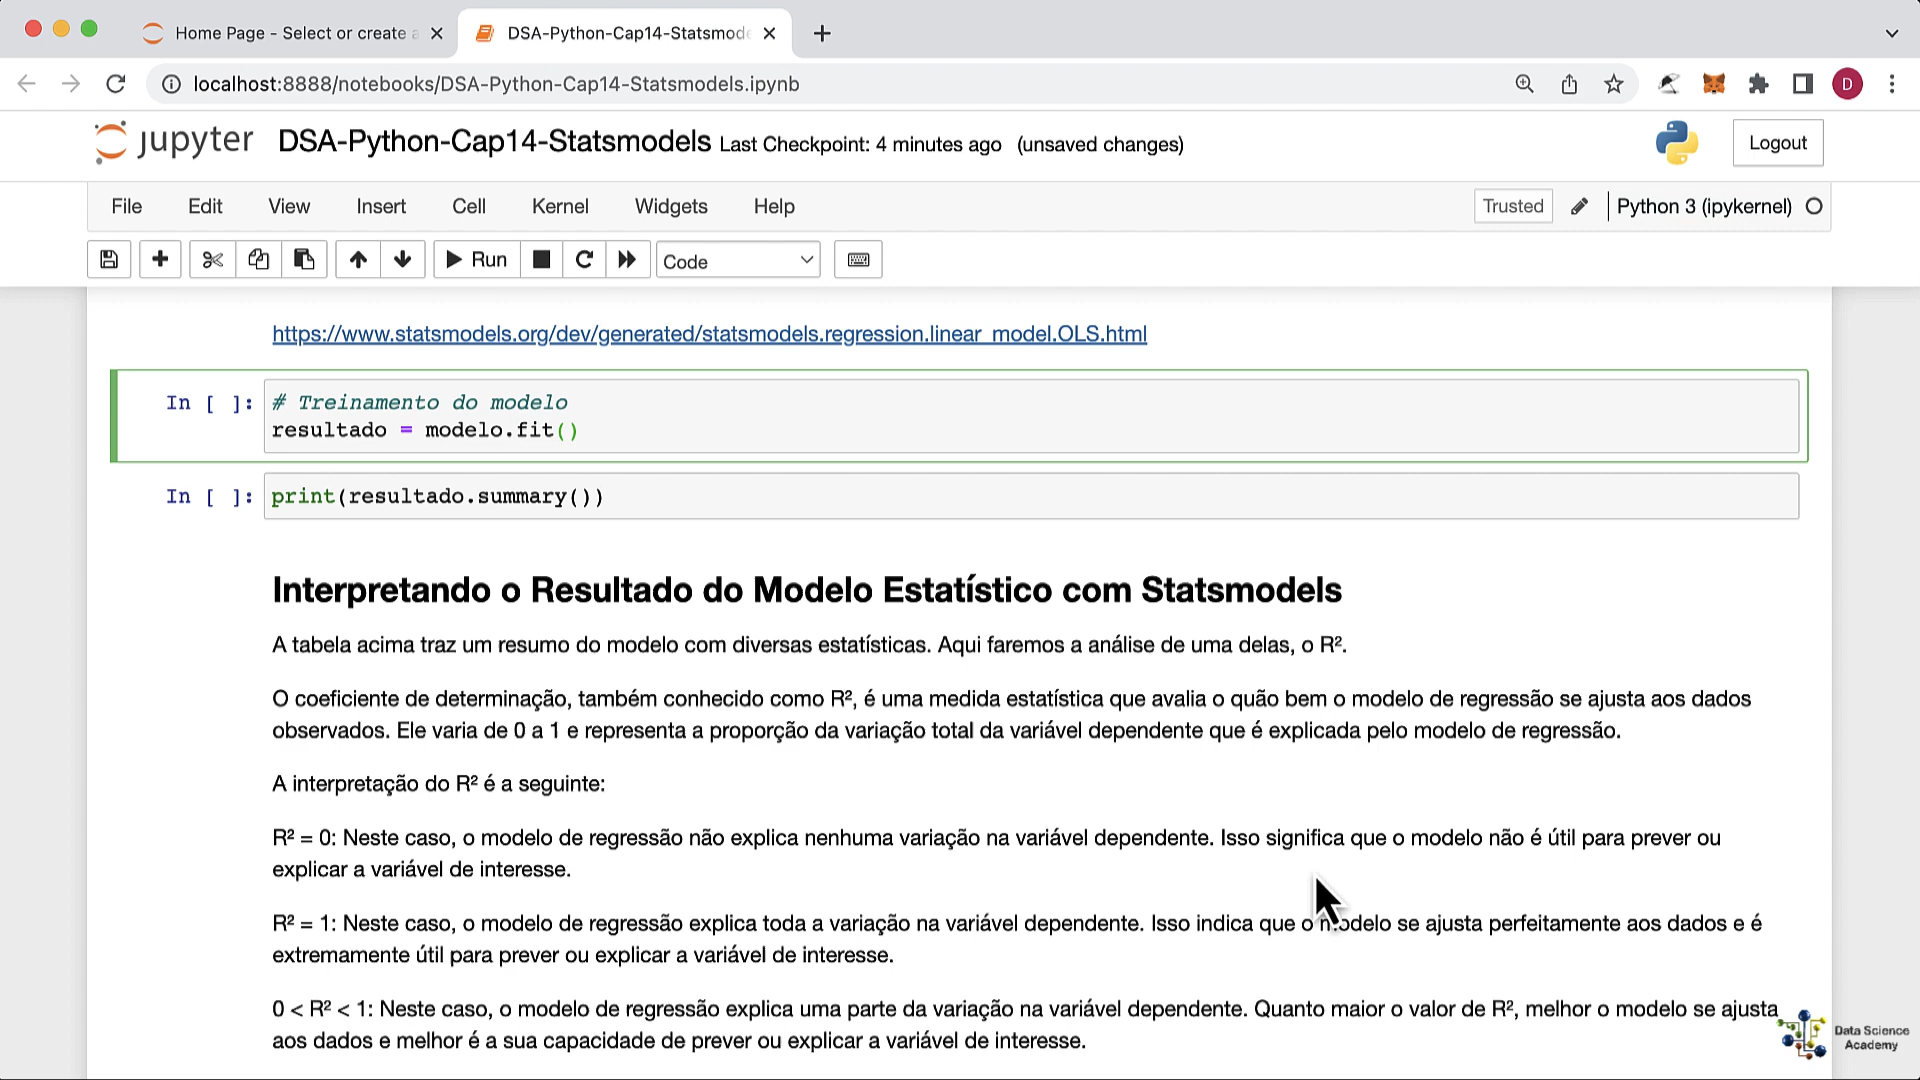 Home Page - Select or create a
DSA-Python-Cap14-Statsmode
localhost:8888/notebooks/DSA-Python-Cap14-Statsmodels.ipynb
D
jupyter DSA-Python-Cap14-Statsmodels Last Checkpoint: 4 minutes ago (unsaved changes)
Logout
File Edit View Insert Cell Kernel Widgets Help
Trusted Python 3 (ipykernel)
Run Code
https://www.statsmodels.org/dev/generated/statsmodels.regression.linear_model.OLS.html
In [ ]: # Treinamento do modelo
resultado = modelo.fit()
In [ ]: print(resultado.summary())
Interpretando o Resultado do Modelo Estatístico com Statsmodels
A tabela acima traz um resumo do modelo com diversas estatísticas. Aqui faremos a análise de uma delas, o R².
O coeficiente de determinação, também conhecido como R², é uma medida estatística que avalia o quão bem o modelo de regressão se ajusta aos dados
observados. Ele varia de 0 a 1 e representa a proporção da variação total da variável dependente que é explicada pelo modelo de regressão.
A interpretação do R² é a seguinte:
R² = 0: Neste caso, o modelo de regressão não explica nenhuma variação na variável dependente. Isso significa que o modelo não é útil para prever ou
explicar a variável de interesse.
R² = 1: Neste caso, o modelo de regressão explica toda a variação na variável dependente. Isso indica que o modelo se ajusta perfeitamente aos dados e é
extremamente útil para prever ou explicar a variável de interesse.
0 < R² < 1: Neste caso, o modelo de regressão explica uma parte da variação na variável dependente. Quanto maior o valor de R², melhor o modelo se ajusta
aos dados e melhor é a sua capacidade de prever ou explicar a variável de interesse.
Data Science
Academy